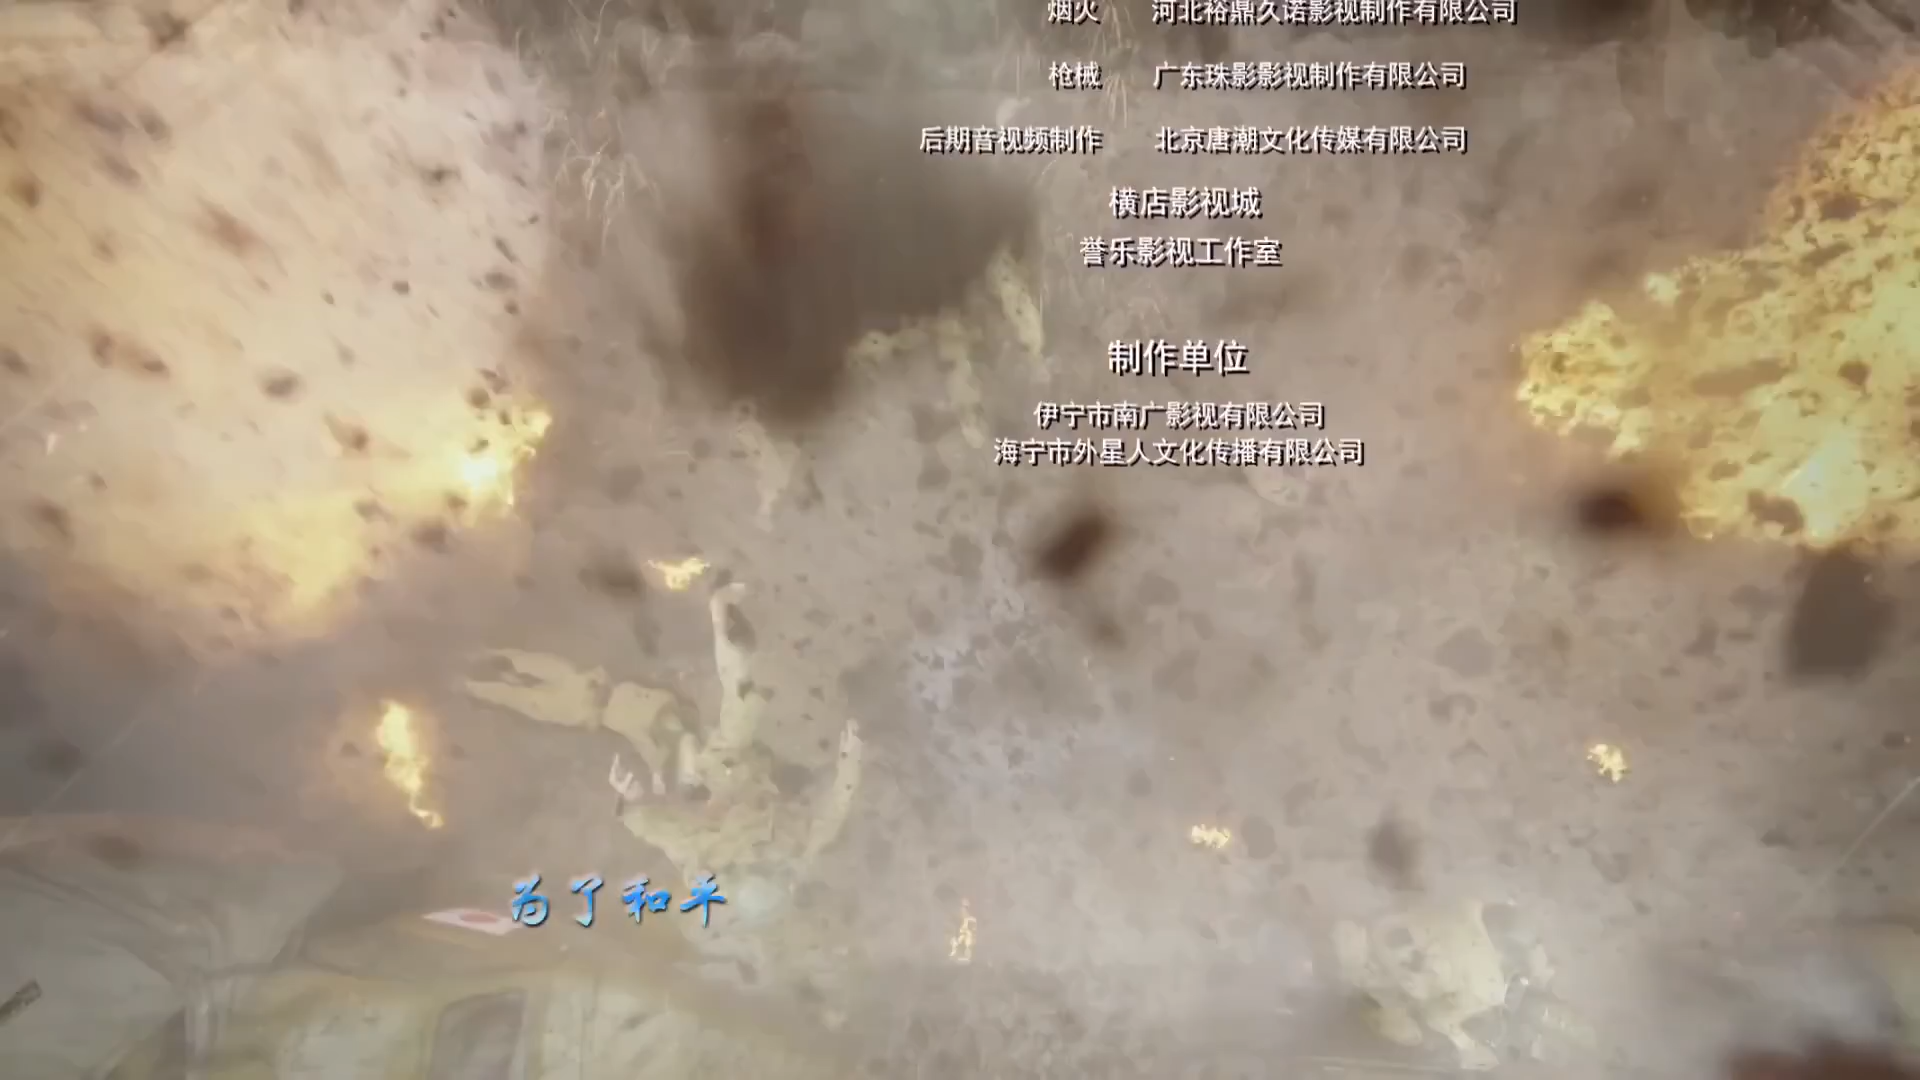 烟火 河北裕鼎久诺影视制作有限公司
枪械 广东珠影影视制作有限公司
后期音视频制作 北京唐潮文化传媒有限公司
横店影视城
誉乐影视工作室
制作单位
伊宁市南广影视有限公司
海宁市外星人文化传播有限公司
为了和平